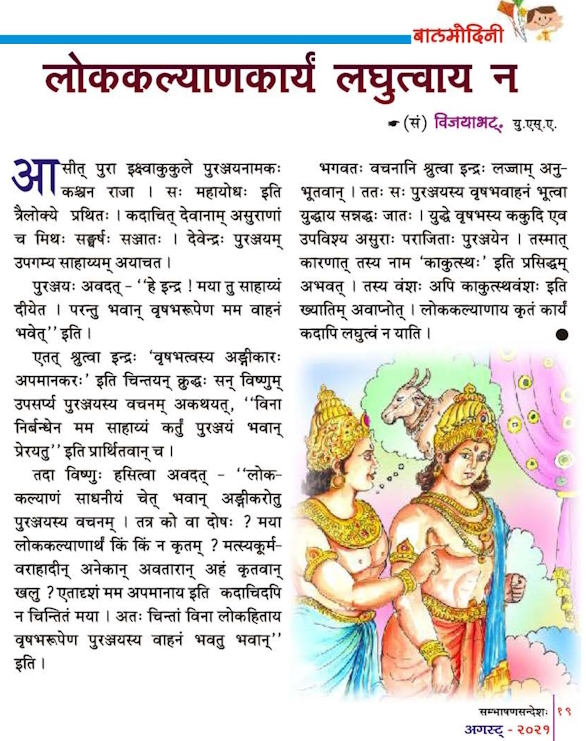 बालमोदिनी
लोककल्याणकार्यं लघुत्वाय न
☛ (सं) विजयाभट्. यु.एस्.ए.
आसीत् पुरा इक्ष्वाकुकुले पुरञ्जयनामकः
कश्चन राजा । सः महायोधः इति
त्रैलोक्ये प्रथितः । कदाचित् देवानाम् असुराणां
च मिथः सङ्घर्षः सञ्जातः । देवेन्द्रः पुरञ्जयम्
उपगम्य साहाय्यम् अयाचत ।
पुरञ्जयः अवदत् - ‘‘हे इन्द्र ! मया तु साहाय्यं
दीयेत । परन्तु भवान् वृषभरूपेण मम वाहनं
भवेत्’’ इति ।
एतत् श्रुत्वा इन्द्रः ‘वृषभत्वस्य अङ्गीकारः
अपमानकरः’ इति चिन्तयन् क्रुद्धः सन् विष्णुम्
उपसर्प्य पुरञ्जयस्य वचनम् अकथयत्, ‘‘विना
निर्बन्धेन मम साहाय्यं कर्तुं पुरञ्जयं भवान्
प्रेरयतु’’ इति प्रार्थितवान् च ।
तदा विष्णुः हसित्वा अवदत् - ‘‘लोक-
कल्याणं साधनीयं चेत् भवान् अङ्गीकरोतु
पुरञ्जयस्य वचनम् । तत्र को वा दोषः ? मया
लोककल्याणार्थं किं किं न कृतम् ? मत्स्यकूर्म-
वराहादीन् अनेकान् अवतारान् अहं कृतवान्
खलु ? एतादृशं मम अपमानाय इति कदाचिदपि
न चिन्तितं मया । अतः चिन्तां विना लोकहिताय
वृषभरूपेण पुरञ्जयस्य वाहनं भवतु भवान्’’
इति ।
भगवतः वचनानि श्रुत्वा इन्द्रः लज्जाम् अनु-
भूतवान् । ततः सः पुरञ्जयस्य वृषभवाहनं भूत्वा
युद्धाय सन्नद्धः जातः । युद्धे वृषभस्य ककुदि एव
उपविश्य असुराः पराजिताः पुरञ्जयेन । तस्मात्
कारणात् तस्य नाम ‘काकुत्स्थः’ इति प्रसिद्धम्
अभवत् । तस्य वंशः अपि काकुत्स्थवंशः इति
ख्यातिम् अवाप्नोत् । लोककल्याणाय कृतं कार्यं
कदापि लघुत्वं न याति । ●
सम्भाषणसन्देशः १९
अगस्ट् - २०२१